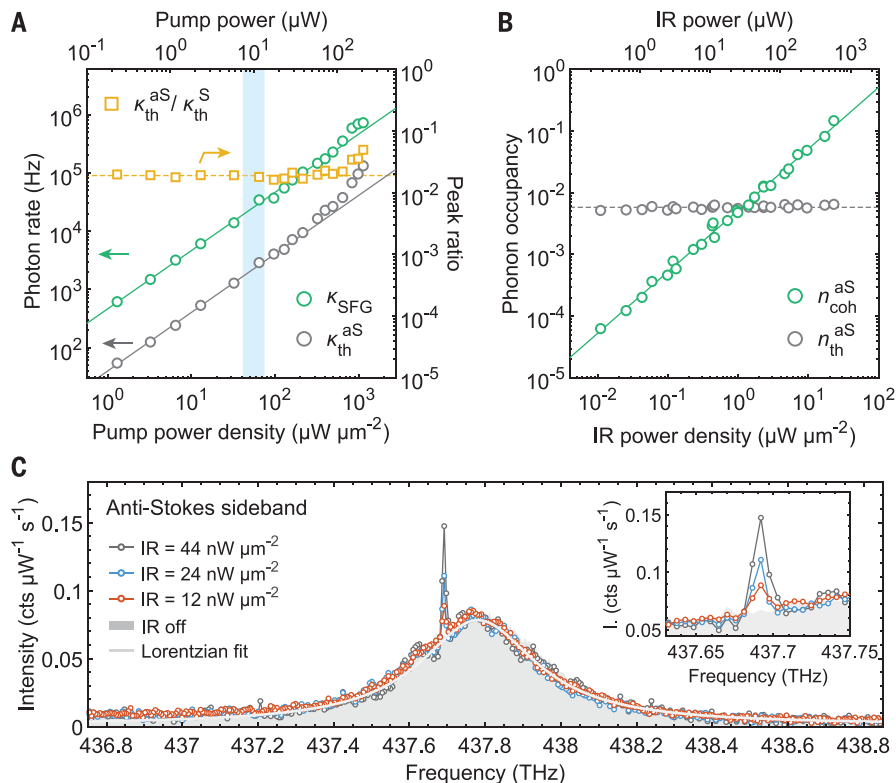 A
Pump power (µW)
10^-1 10^0 10^1 10^2
κ_th^aS / κ_th^S
Photon rate (Hz)
10^6
10^5
10^4
10^3
10^2
10^0
10^-1
10^-2
10^-3
10^-4
10^-5
Peak ratio
κ_SFG
κ_th^aS
10^0 10^1 10^2 10^3 10^4
Pump power density (µW µm^-2)
B
IR power (µW)
10^0 10^1 10^2 10^3
Phonon occupancy
10^0
10^-1
10^-2
10^-3
10^-4
10^-5
n_coh^aS
n_th^aS
10^-2 10^-1 10^0 10^1 10^2
IR power density (µW µm^-2)
C
Anti-Stokes sideband
IR = 44 nW µm^-2
IR = 24 nW µm^-2
IR = 12 nW µm^-2
IR off
Lorentzian fit
Intensity (cts µW^-1 s^-1)
0.15
0.1
0.05
0
436.8 437 437.2 437.4 437.6 437.8 438 438.2 438.4 438.6 438.8
Frequency (THz)
I. (cts µW^-1 s^-1)
0.15
0.1
0.05
437.65 437.7 437.75
Frequency (THz)